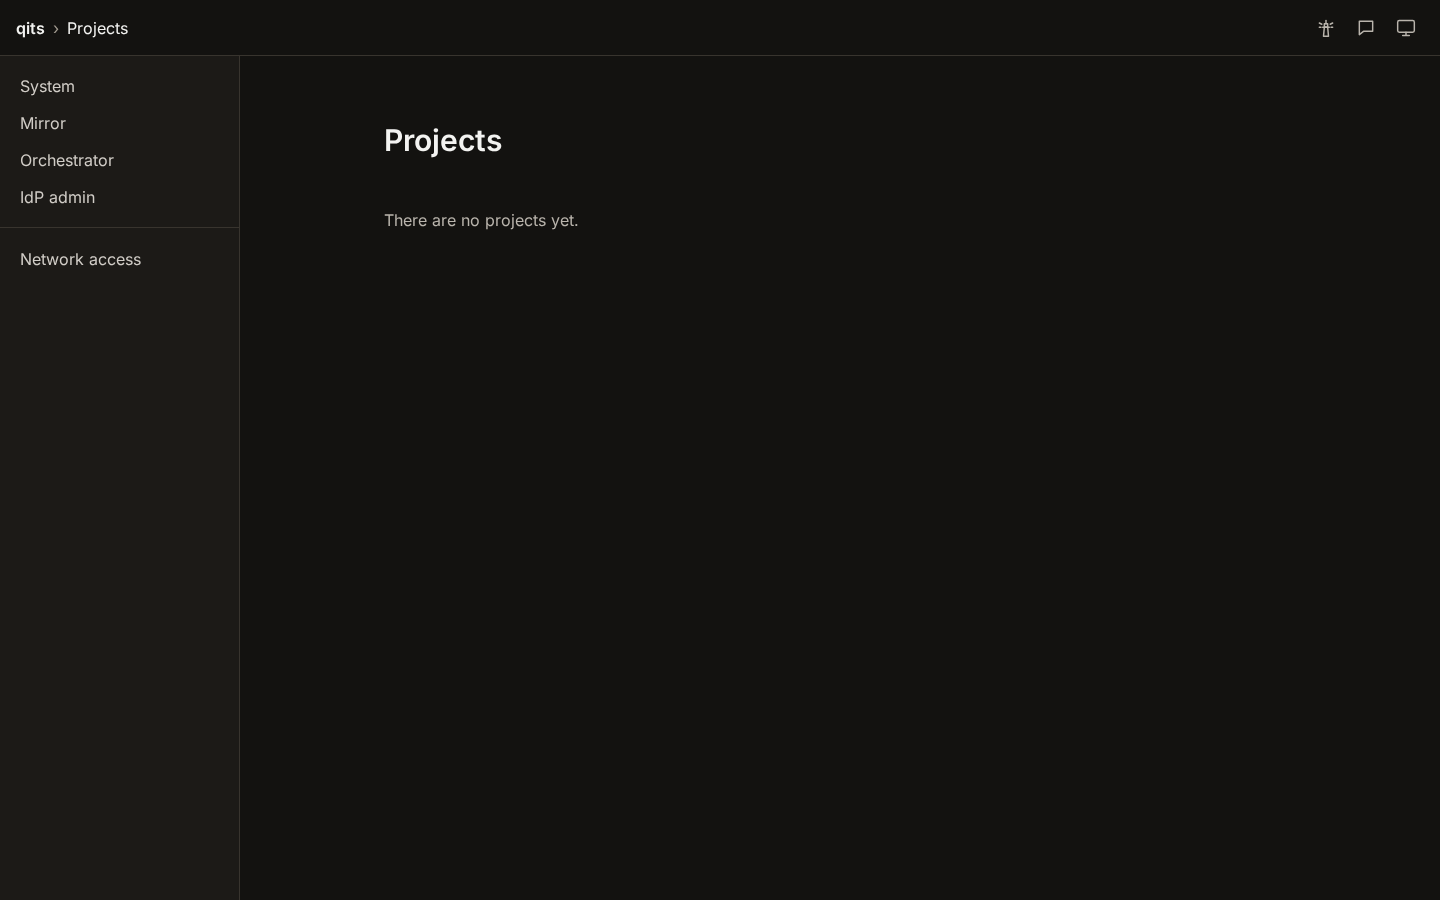 qits › Projects
System
Mirror
Orchestrator
IdP admin
Network access
Projects
There are no projects yet.